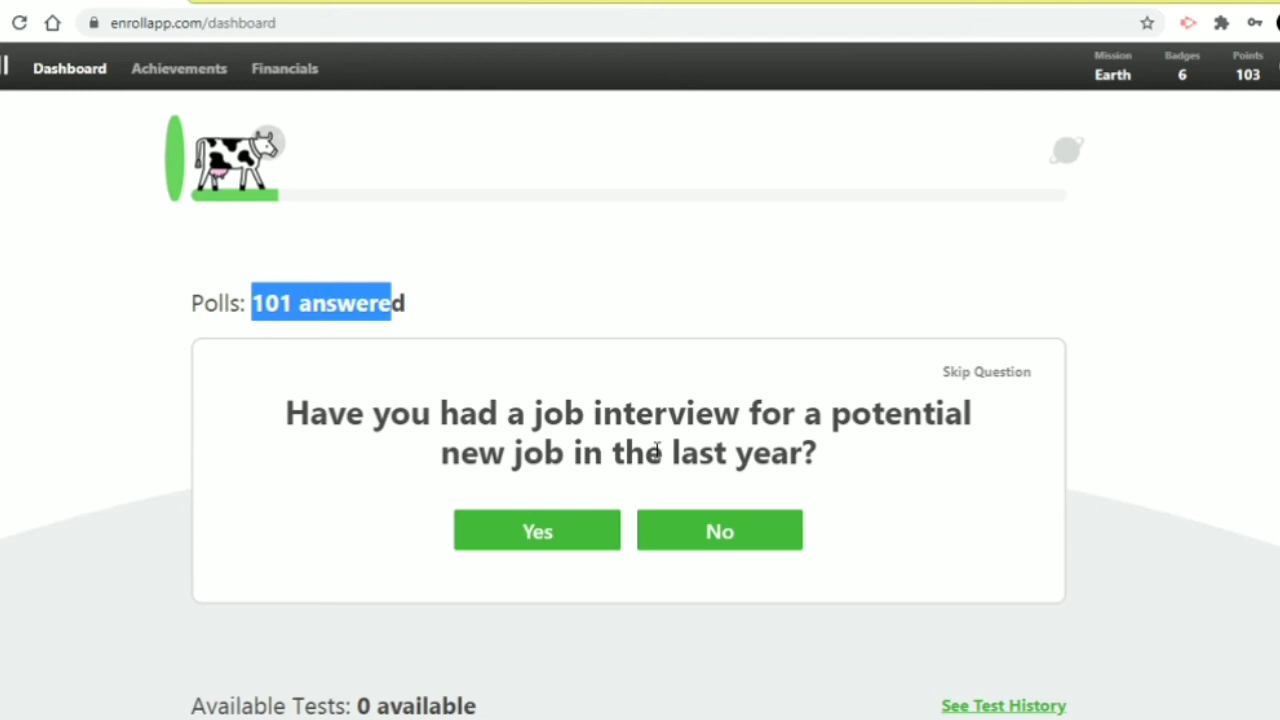 enrollapp.com/dashboard
Dashboard Achievements Financials
Mission Badges Points
Earth 6 103
Polls: 101 answered
Skip Question
Have you had a job interview for a potential
new job in the last year?
Yes No
Available Tests: 0 available
See Test History